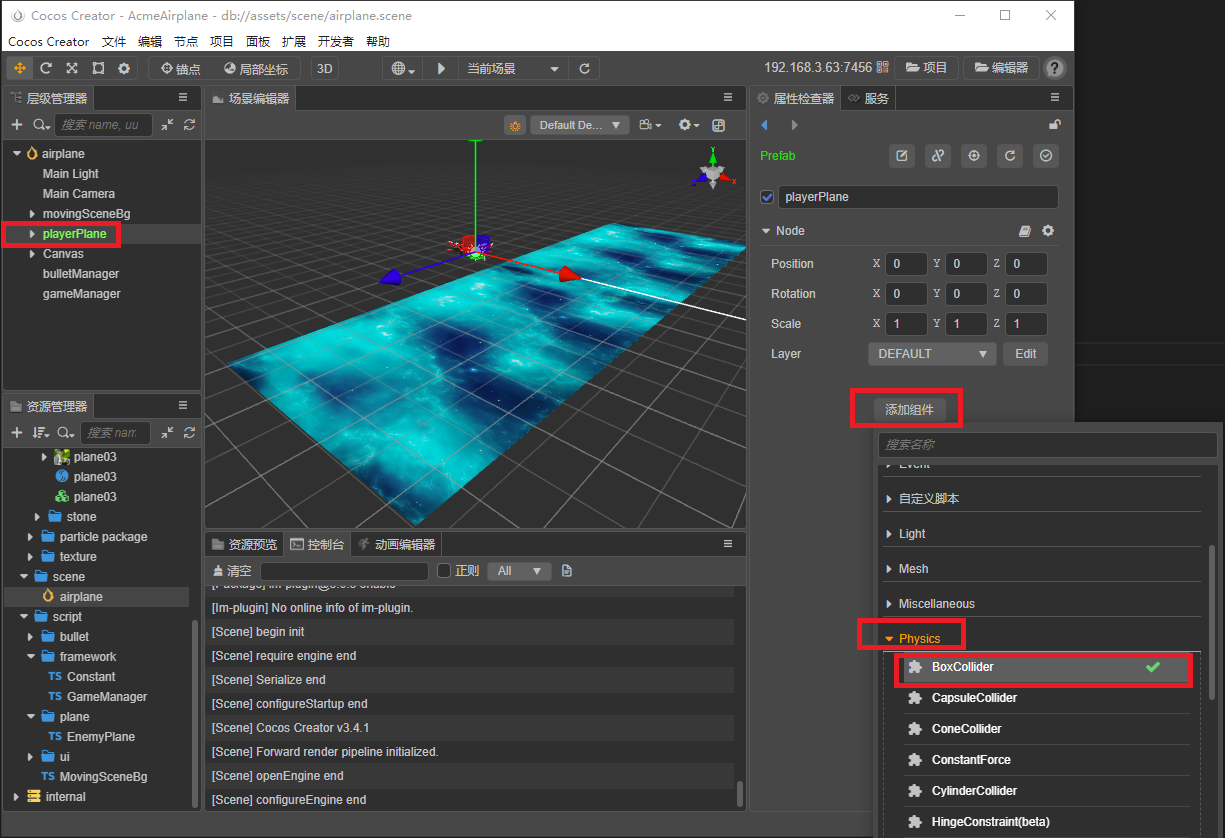 Cocos Creator - AcmeAirplane - db://assets/scene/airplane.scene
Cocos Creator 文件 编辑 节点 项目 面板 扩展 开发者 帮助
锚点 局部坐标 3D 当前场景 192.168.3.63:7456 项目 编辑器 ?
层级管理器
搜索 name, uu
airplane
Main Light
Main Camera
movingSceneBg
playerPlane
Canvas
bulletManager
gameManager
资源管理器
搜索 nam
plane03
plane03
plane03
stone
particle package
texture
scene
airplane
script
bullet
framework
TS Constant
TS GameManager
plane
TS EnemyPlane
ui
TS MovingSceneBg
internal
场景编辑器
Default De...
Y
X
资源预览 控制台 动画编辑器
清空 正则 All
[Package] im-plugin@3.0.3 enable
[Im-plugin] No online info of im-plugin.
[Scene] begin init
[Scene] require engine end
[Scene] Serialize end
[Scene] configureStartup end
[Scene] Cocos Creator v3.4.1
[Scene] Forward render pipeline initialized.
[Scene] openEngine end
[Scene] configureEngine end
属性检查器 服务
Prefab
playerPlane
Node
Position X 0 Y 0 Z 0
Rotation X 0 Y 0 Z 0
Scale X 1 Y 1 Z 1
Layer DEFAULT Edit
添加组件
搜索名称
Event
自定义脚本
Light
Mesh
Miscellaneous
Physics
BoxCollider
CapsuleCollider
ConeCollider
ConstantForce
CylinderCollider
HingeConstraint(beta)